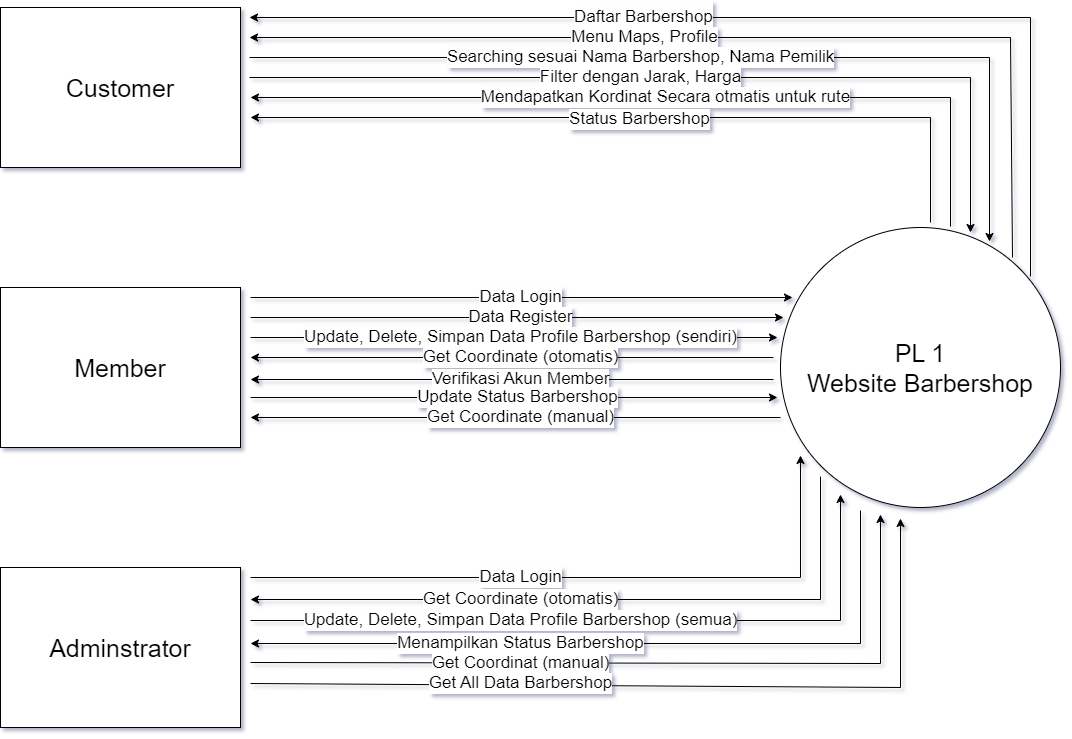 Customer
Daftar Barbershop
Menu Maps, Profile
Searching sesuai Nama Barbershop, Nama Pemilik
Filter dengan Jarak, Harga
Mendapatkan Kordinat Secara otmatis untuk rute
Status Barbershop
Member
Data Login
Data Register
Update, Delete, Simpan Data Profile Barbershop (sendiri)
Get Coordinate (otomatis)
Verifikasi Akun Member
Update Status Barbershop
Get Coordinate (manual)
PL 1
Website Barbershop
Adminstrator
Data Login
Get Coordinate (otomatis)
Update, Delete, Simpan Data Profile Barbershop (semua)
Menampilkan Status Barbershop
Get Coordinat (manual)
Get All Data Barbershop